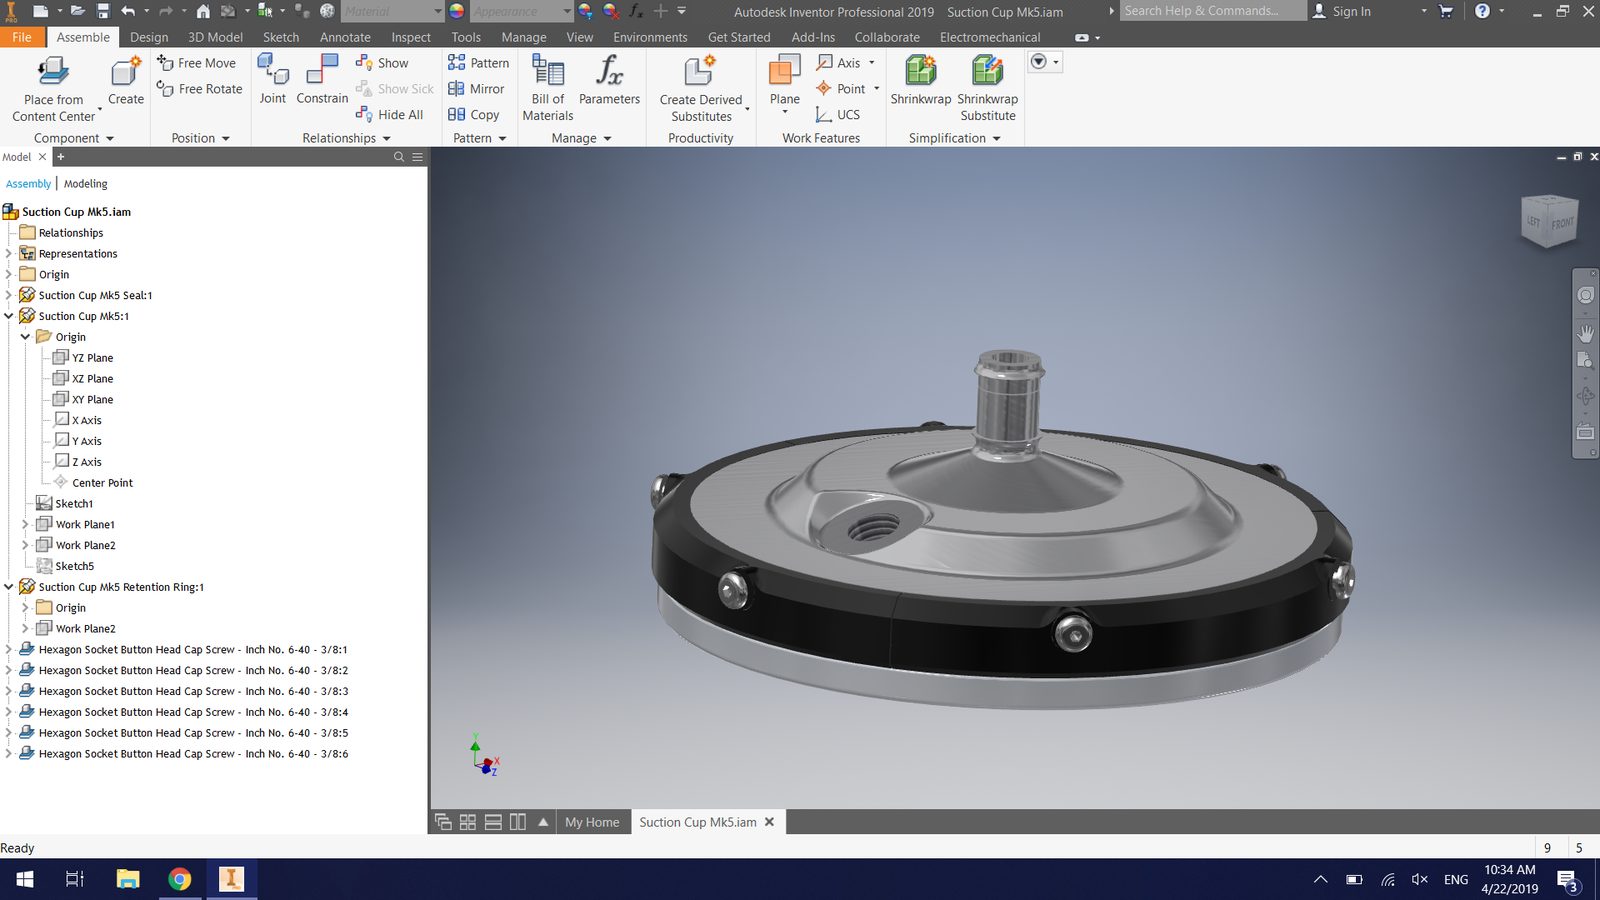 PRO
Material
Appearance
fx
Autodesk Inventor Professional 2019 Suction Cup Mk5.iam
Search Help & Commands...
Sign In
File
Assemble
Design
3D Model
Sketch
Annotate
Inspect
Tools
Manage
View
Environments
Get Started
Add-Ins
Collaborate
Electromechanical
Place from
Content Center
Create
Component
Free Move
Free Rotate
Position
Joint
Constrain
Show
Show Sick
Hide All
Relationships
Pattern
Mirror
Copy
Pattern
Bill of
Materials
fx
Parameters
Manage
Create Derived
Substitutes
Productivity
Plane
Axis
Point
UCS
Work Features
Shrinkwrap
Shrinkwrap
Substitute
Simplification
Model
Assembly
Modeling
Suction Cup Mk5.iam
Relationships
Representations
Origin
Suction Cup Mk5 Seal:1
Suction Cup Mk5:1
Origin
YZ Plane
XZ Plane
XY Plane
X Axis
Y Axis
Z Axis
Center Point
Sketch1
Work Plane1
Work Plane2
Sketch5
Suction Cup Mk5 Retention Ring:1
Origin
Work Plane2
Hexagon Socket Button Head Cap Screw - Inch No. 6-40 - 3/8:1
Hexagon Socket Button Head Cap Screw - Inch No. 6-40 - 3/8:2
Hexagon Socket Button Head Cap Screw - Inch No. 6-40 - 3/8:3
Hexagon Socket Button Head Cap Screw - Inch No. 6-40 - 3/8:4
Hexagon Socket Button Head Cap Screw - Inch No. 6-40 - 3/8:5
Hexagon Socket Button Head Cap Screw - Inch No. 6-40 - 3/8:6
LEFT
FRONT
Y
X
Z
My Home
Suction Cup Mk5.iam
Ready
9
5
PRO
ENG
10:34 AM
4/22/2019
3